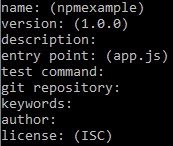 name: (npmexample)
version: (1.0.0)
description:
entry point: (app.js)
test command:
git repository:
keywords:
author:
license: (ISC)